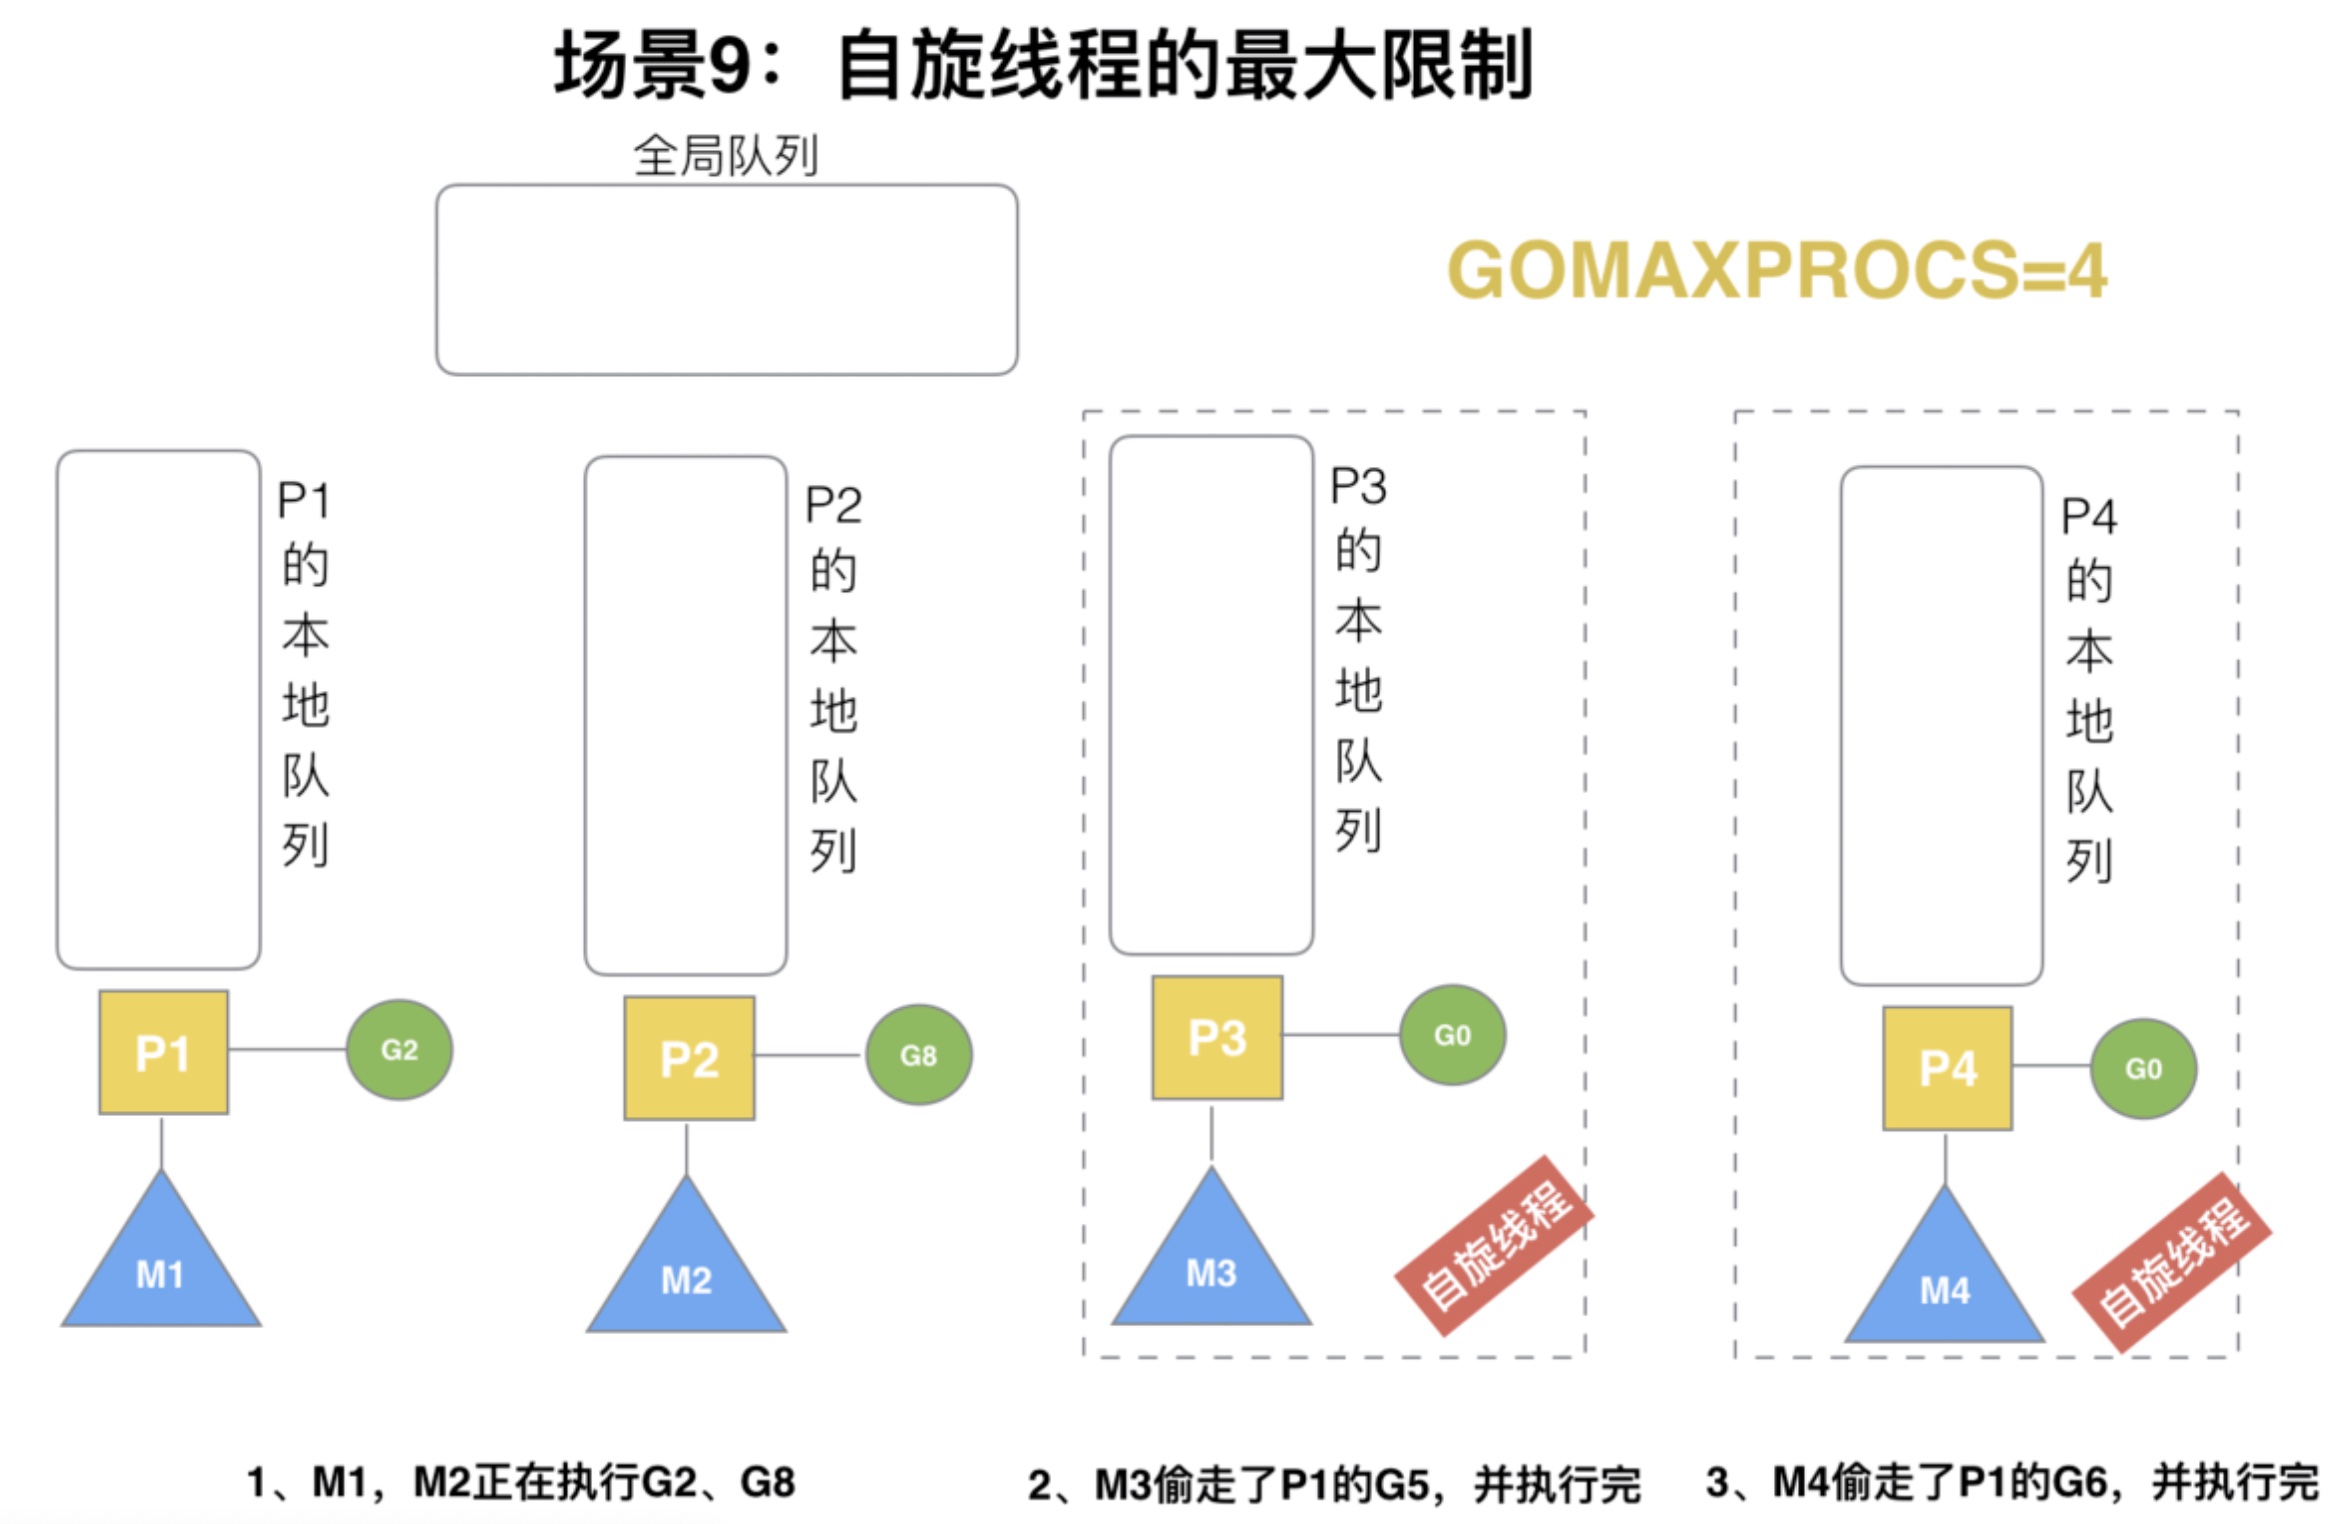 场景9：自旋线程的最大限制
全局队列
GOMAXPROCS=4
P1的本地队列
P2的本地队列
P3的本地队列
P4的本地队列
P1
G2
P2
G8
P3
G0
P4
G0
M1
M2
M3
自旋线程
M4
自旋线程
1、M1，M2正在执行G2、G8
2、M3偷走了P1的G5，并执行完
3、M4偷走了P1的G6，并执行完